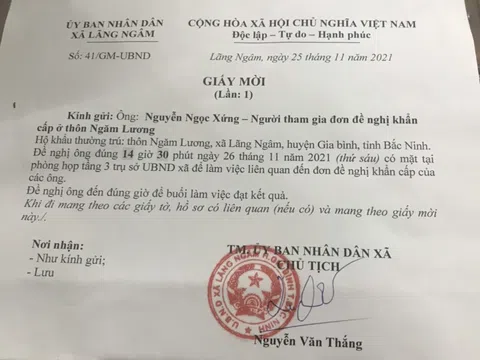 ỦY BAN NHÂN DÂN
XÃ LÃNG NGÂM
CỘNG HÒA XÃ HỘI CHỦ NGHĨA VIỆT NAM
Độc lập – Tự do – Hạnh phúc
Số: 41/GM-UBND
Lãng Ngâm, ngày 25 tháng 11 năm 2021
GIẤY MỜI
(Lần: 1)
Kính gửi: Ông: Nguyễn Ngọc Xứng – Người tham gia đơn đề nghị khẩn
cấp ở thôn Ngăm Lương
Hộ khẩu thường trú: thôn Ngăm Lương, xã Lãng Ngâm, huyện Gia bình, tỉnh Bắc Ninh.
Đề nghị ông đúng 14 giờ 30 phút ngày 26 tháng 11 năm 2021 (thứ sáu) có mặt tại
phòng họp tầng 3 trụ sở UBND xã để làm việc liên quan đến đơn đề nghị khẩn cấp của
các ông.
Đề nghị ông đến đúng giờ để buổi làm việc đạt kết quả.
Khi đi mang theo các giấy tờ, hồ sơ có liên quan (nếu có) và mang theo giấy mời
này./.
Nơi nhận:
- Như kính gửi;
- Lưu
TM. ỦY BAN NHÂN DÂN XÃ
CHỦ TỊCH
U.B.N.D XÃ LÃNG NGÂM H. GIA BÌNH T. BẮC NINH
Nguyễn Văn Thắng